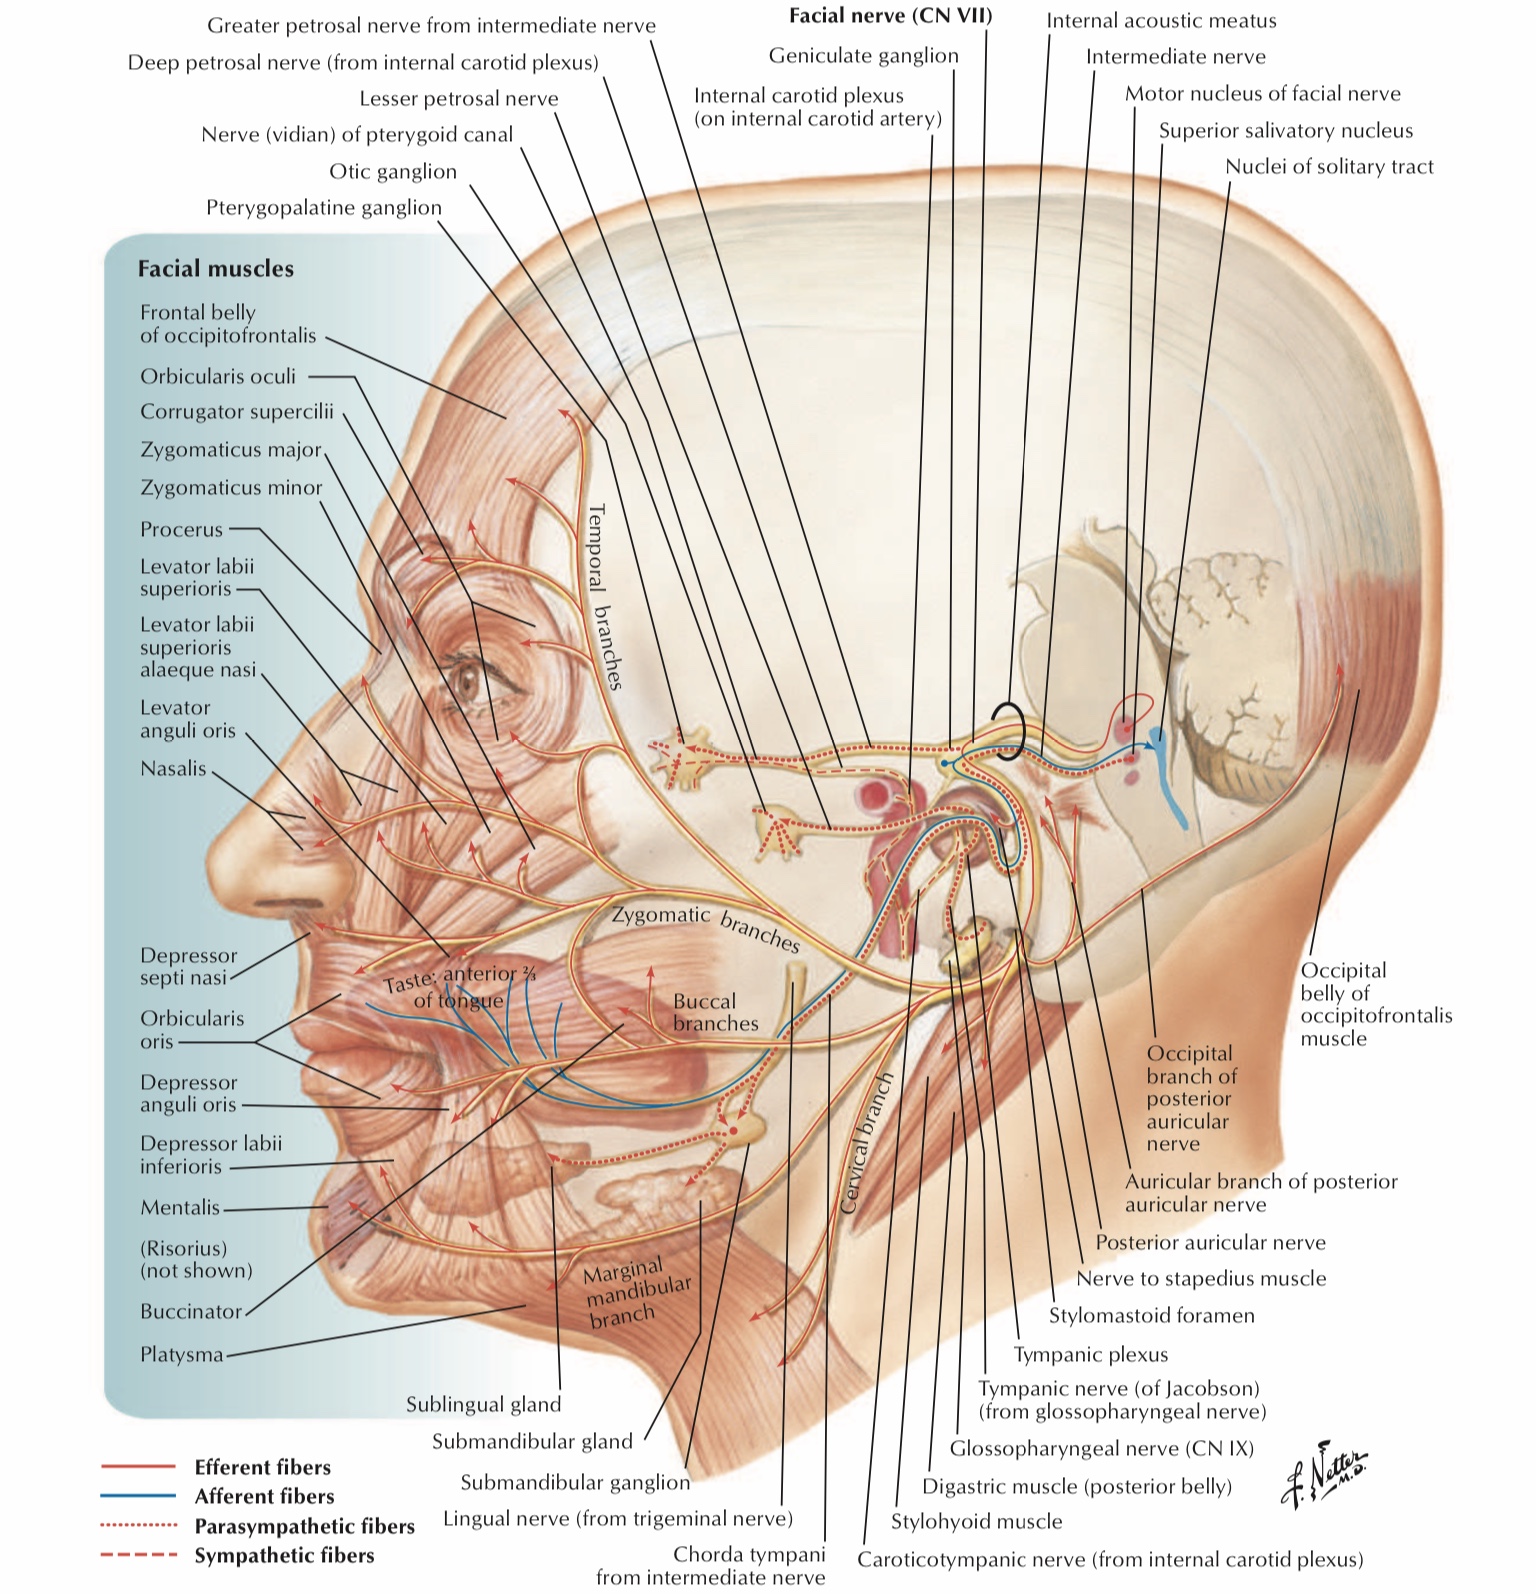 Greater petrosal nerve from intermediate nerve
Deep petrosal nerve (from internal carotid plexus)
Lesser petrosal nerve
Nerve (vidian) of pterygoid canal
Otic ganglion
Pterygopalatine ganglion
Facial nerve (CN VII)
Geniculate ganglion
Internal carotid plexus
(on internal carotid artery)
Internal acoustic meatus
Intermediate nerve
Motor nucleus of facial nerve
Superior salivatory nucleus
Nuclei of solitary tract
Facial muscles
Frontal belly
of occipitofrontalis
Orbicularis oculi
Corrugator supercilii
Zygomaticus major
Zygomaticus minor
Procerus
Levator labii
superioris
Levator labii
superioris
alaeque nasi
Levator
anguli oris
Nasalis
Depressor
septi nasi
Orbicularis
oris
Depressor
anguli oris
Depressor labii
inferioris
Mentalis
(Risorius)
(not shown)
Buccinator
Platysma
Temporal branches
Zygomatic branches
Taste: anterior ⅔
of tongue
Buccal
branches
Cervical branch
Marginal
mandibular
branch
Occipital
belly of
occipitofrontalis
muscle
Occipital
branch of
posterior
auricular
nerve
Auricular branch of posterior
auricular nerve
Posterior auricular nerve
Nerve to stapedius muscle
Stylomastoid foramen
Tympanic plexus
Tympanic nerve (of Jacobson)
(from glossopharyngeal nerve)
Glossopharyngeal nerve (CN IX)
Digastric muscle (posterior belly)
Stylohyoid muscle
Caroticotympanic nerve (from internal carotid plexus)
Sublingual gland
Submandibular gland
Submandibular ganglion
Lingual nerve (from trigeminal nerve)
Chorda tympani
from intermediate nerve
Efferent fibers
Afferent fibers
Parasympathetic fibers
Sympathetic fibers
F. Netter
M.D.